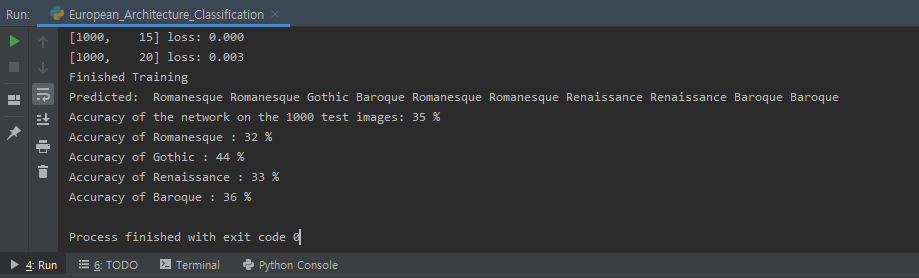 Run: European_Architecture_Classification ×
[1000,    15] loss: 0.000
[1000,    20] loss: 0.003
Finished Training
Predicted:  Romanesque Romanesque Gothic Baroque Romanesque Romanesque Renaissance Renaissance Baroque Baroque
Accuracy of the network on the 1000 test images: 35 %
Accuracy of Romanesque : 32 %
Accuracy of Gothic : 44 %
Accuracy of Renaissance : 33 %
Accuracy of Baroque : 36 %
Process finished with exit code 0
4: Run 6: TODO Terminal Python Console